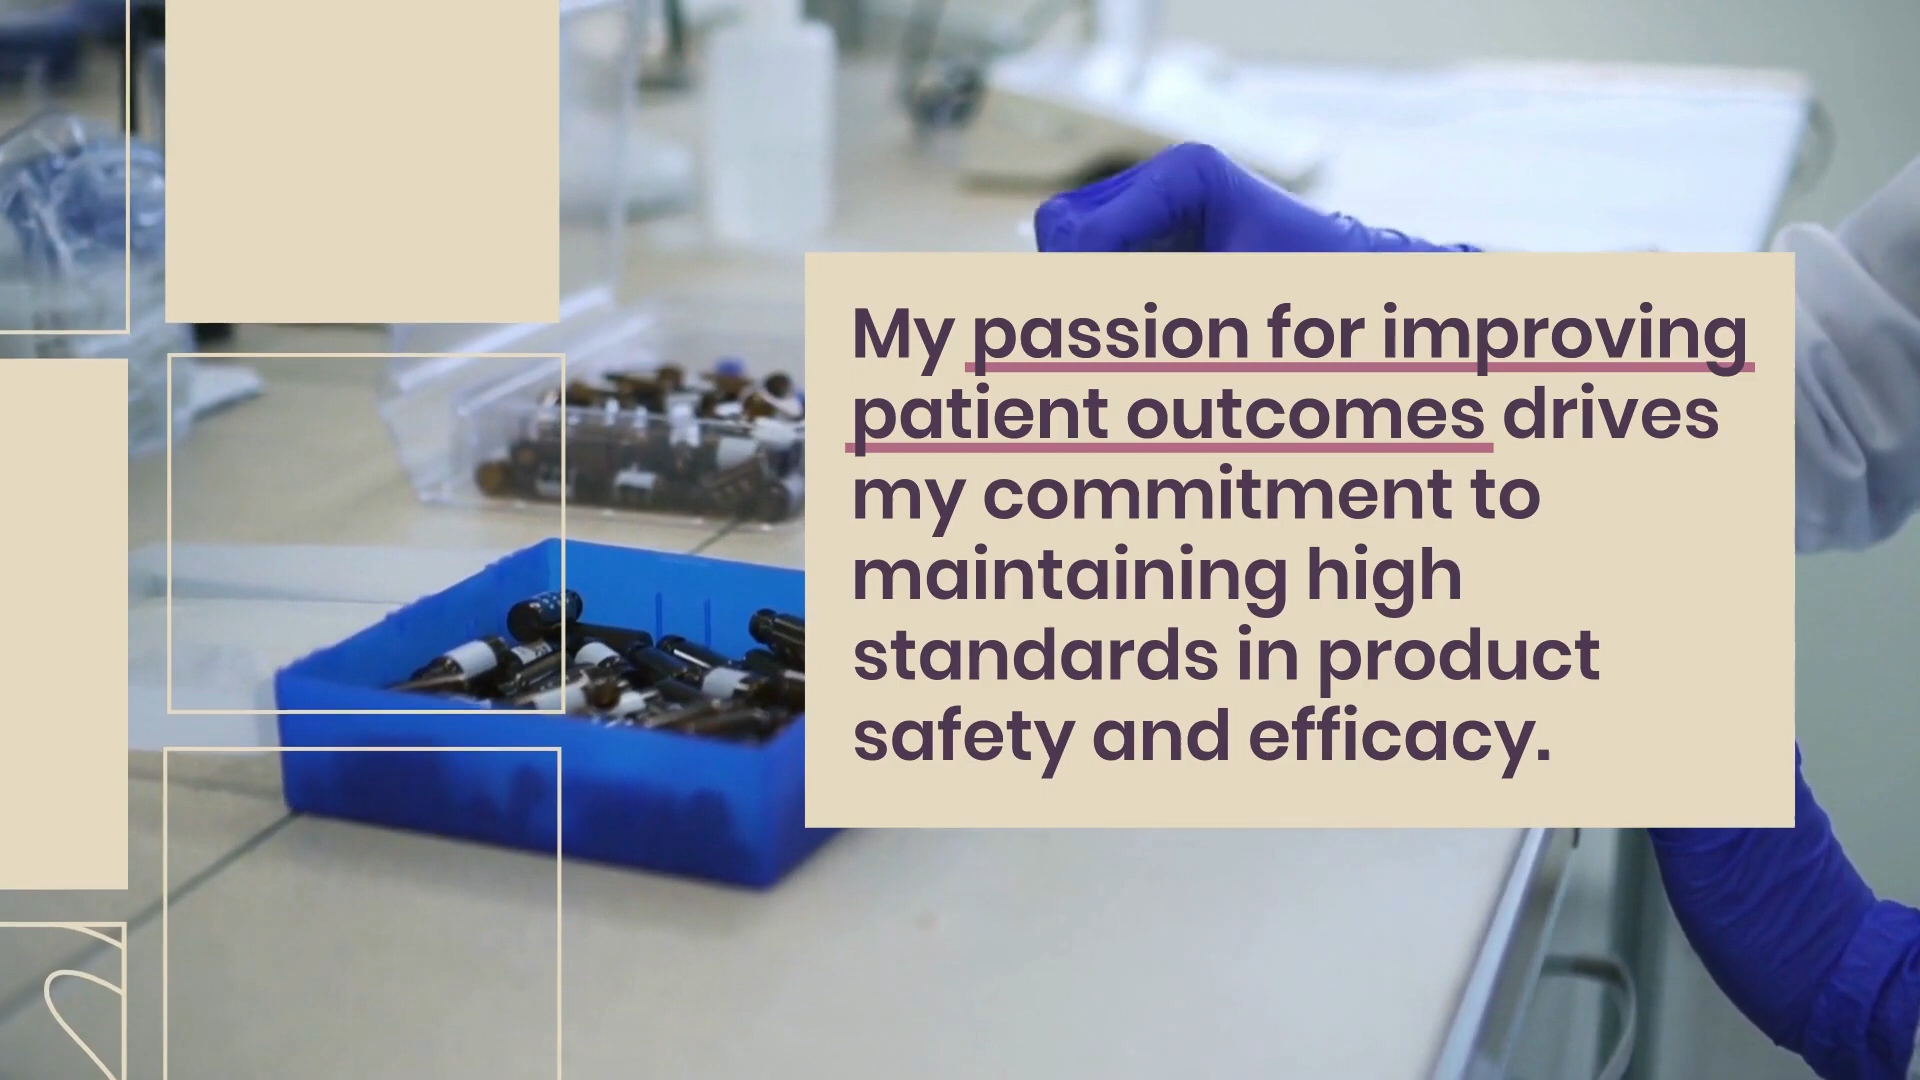 My passion for improving
patient outcomes drives
my commitment to
maintaining high
standards in product
safety and efficacy.